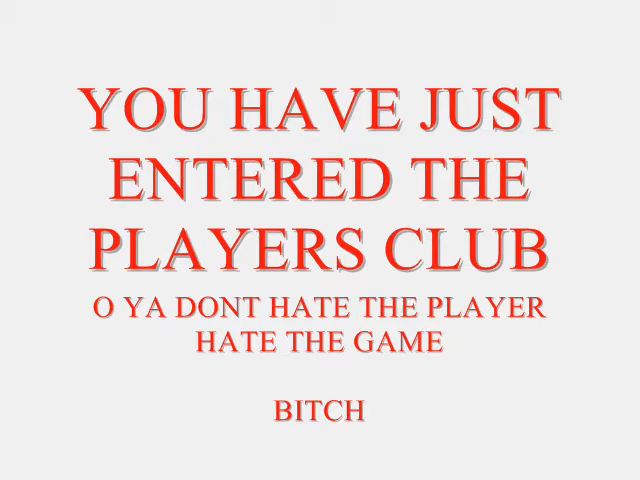 YOU HAVE JUST
ENTERED THE
PLAYERS CLUB
O YA DONT HATE THE PLAYER
HATE THE GAME
BITCH